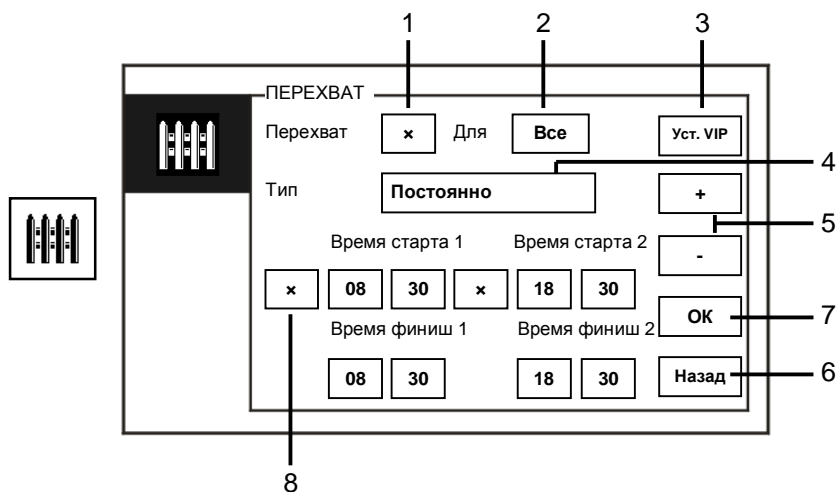 1 2 3
ПЕРЕХВАТ
Перехват × Для Все Уст. VIP
4
Тип Постоянно +
5
Время старта 1 Время старта 2 -
× 08 30 × 18 30
ОК 7
Время финиш 1 Время финиш 2
08 30 18 30 Назад 6
8